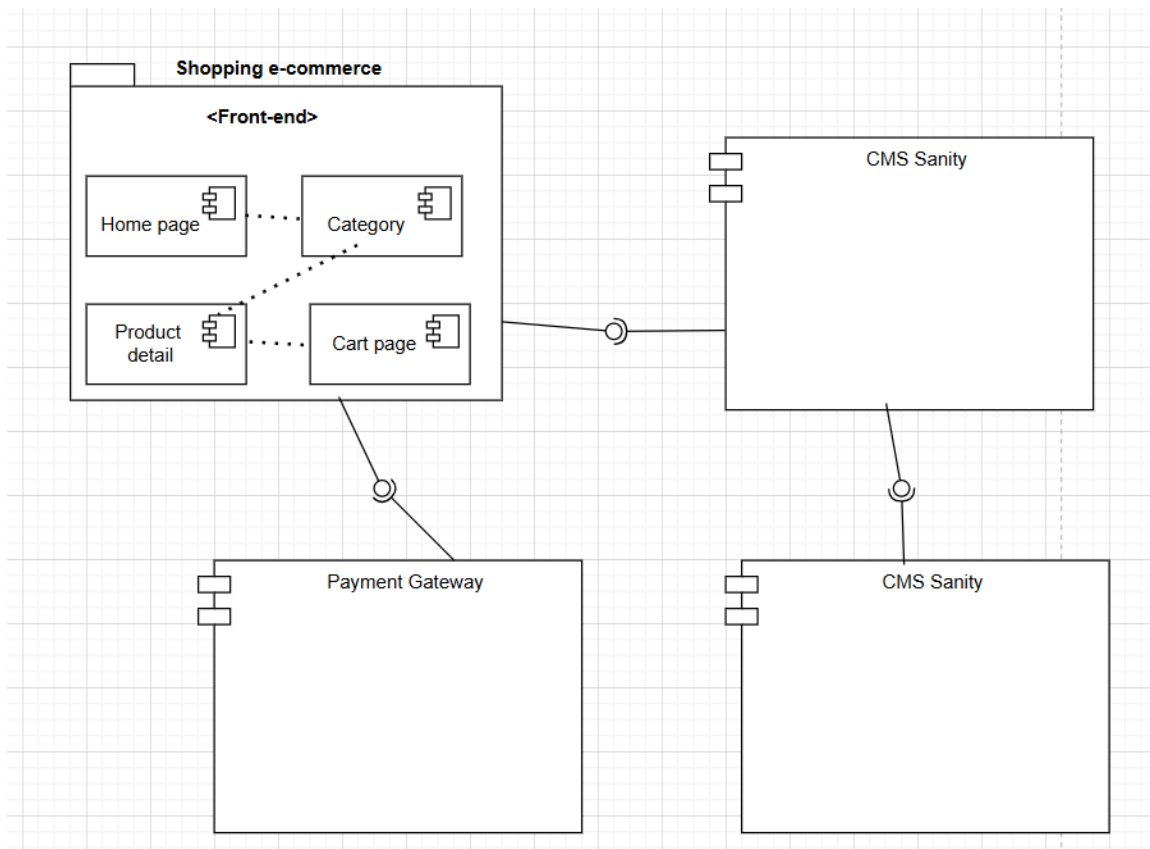 Shopping e-commerce
<Front-end>
Home page
Category
Product
detail
Cart page
CMS Sanity
Payment Gateway
CMS Sanity